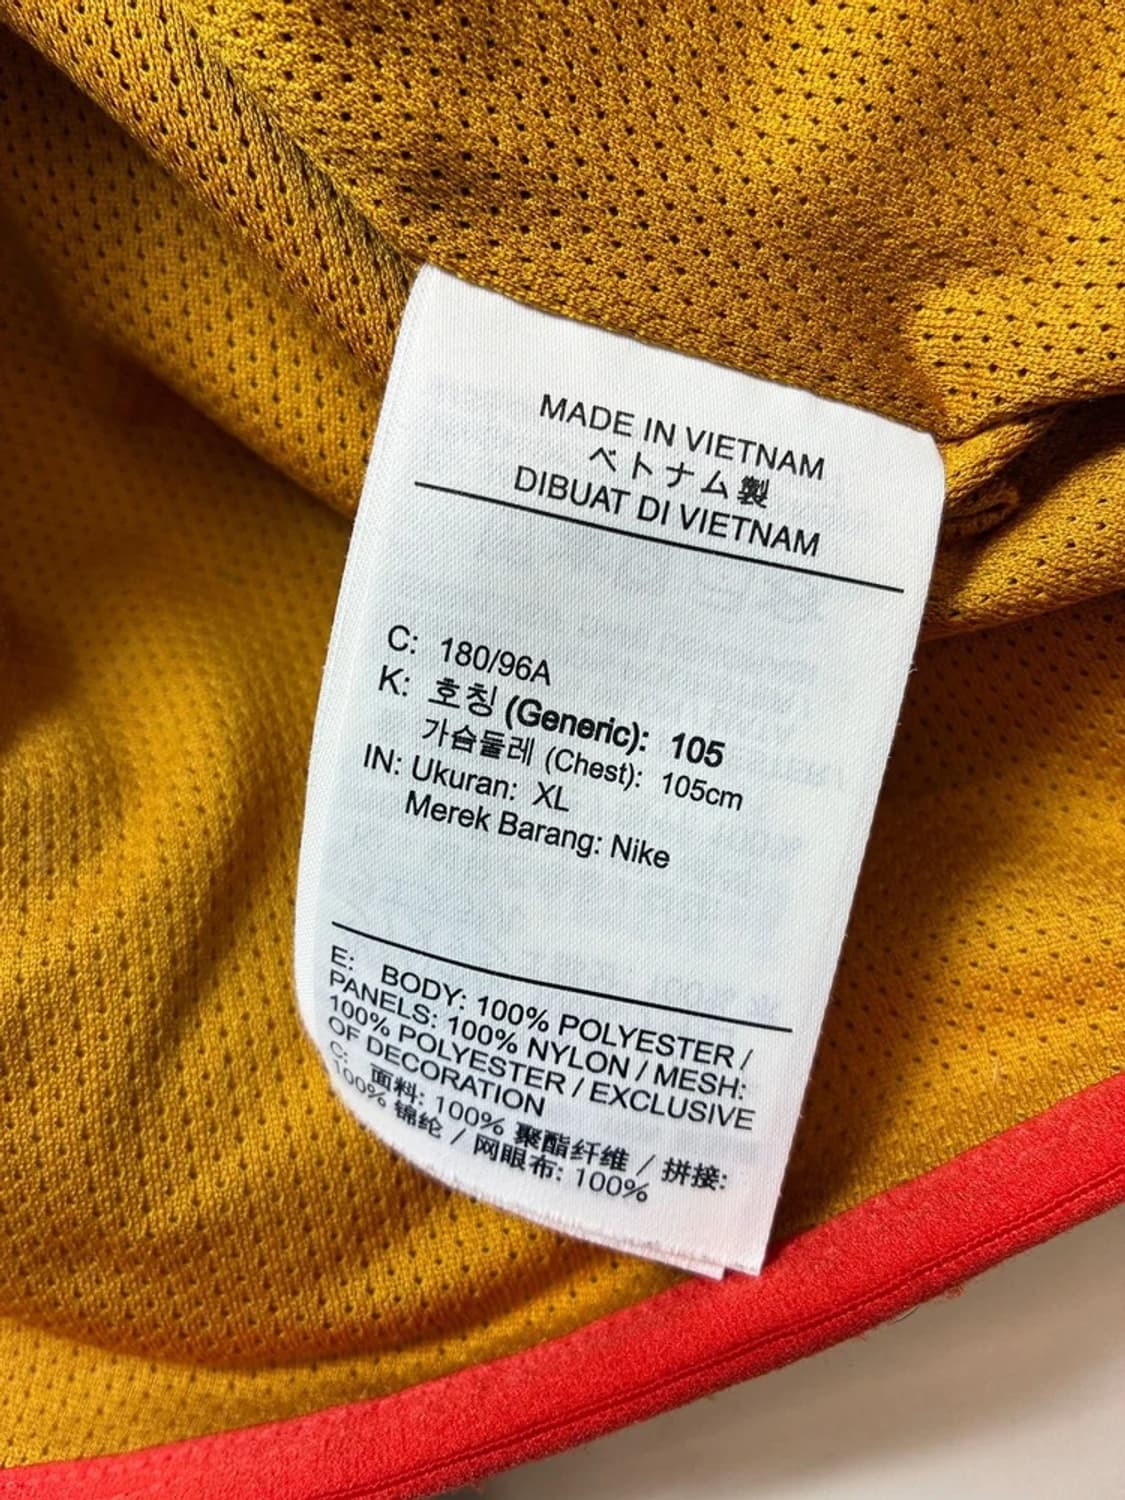 MADE IN VIETNAM
ベトナム製
DIBUAT DI VIETNAM
C: 180/96A
K: 호칭 (Generic): 105
가슴둘레 (Chest): 105cm
IN: Ukuran: XL
Merek Barang: Nike
E: BODY: 100% POLYESTER /
PANELS: 100% NYLON / MESH:
100% POLYESTER / EXCLUSIVE
OF DECORATION
C: 面料: 100% 聚酯纤维 / 拼接:
100% 锦纶 / 网眼布: 100%